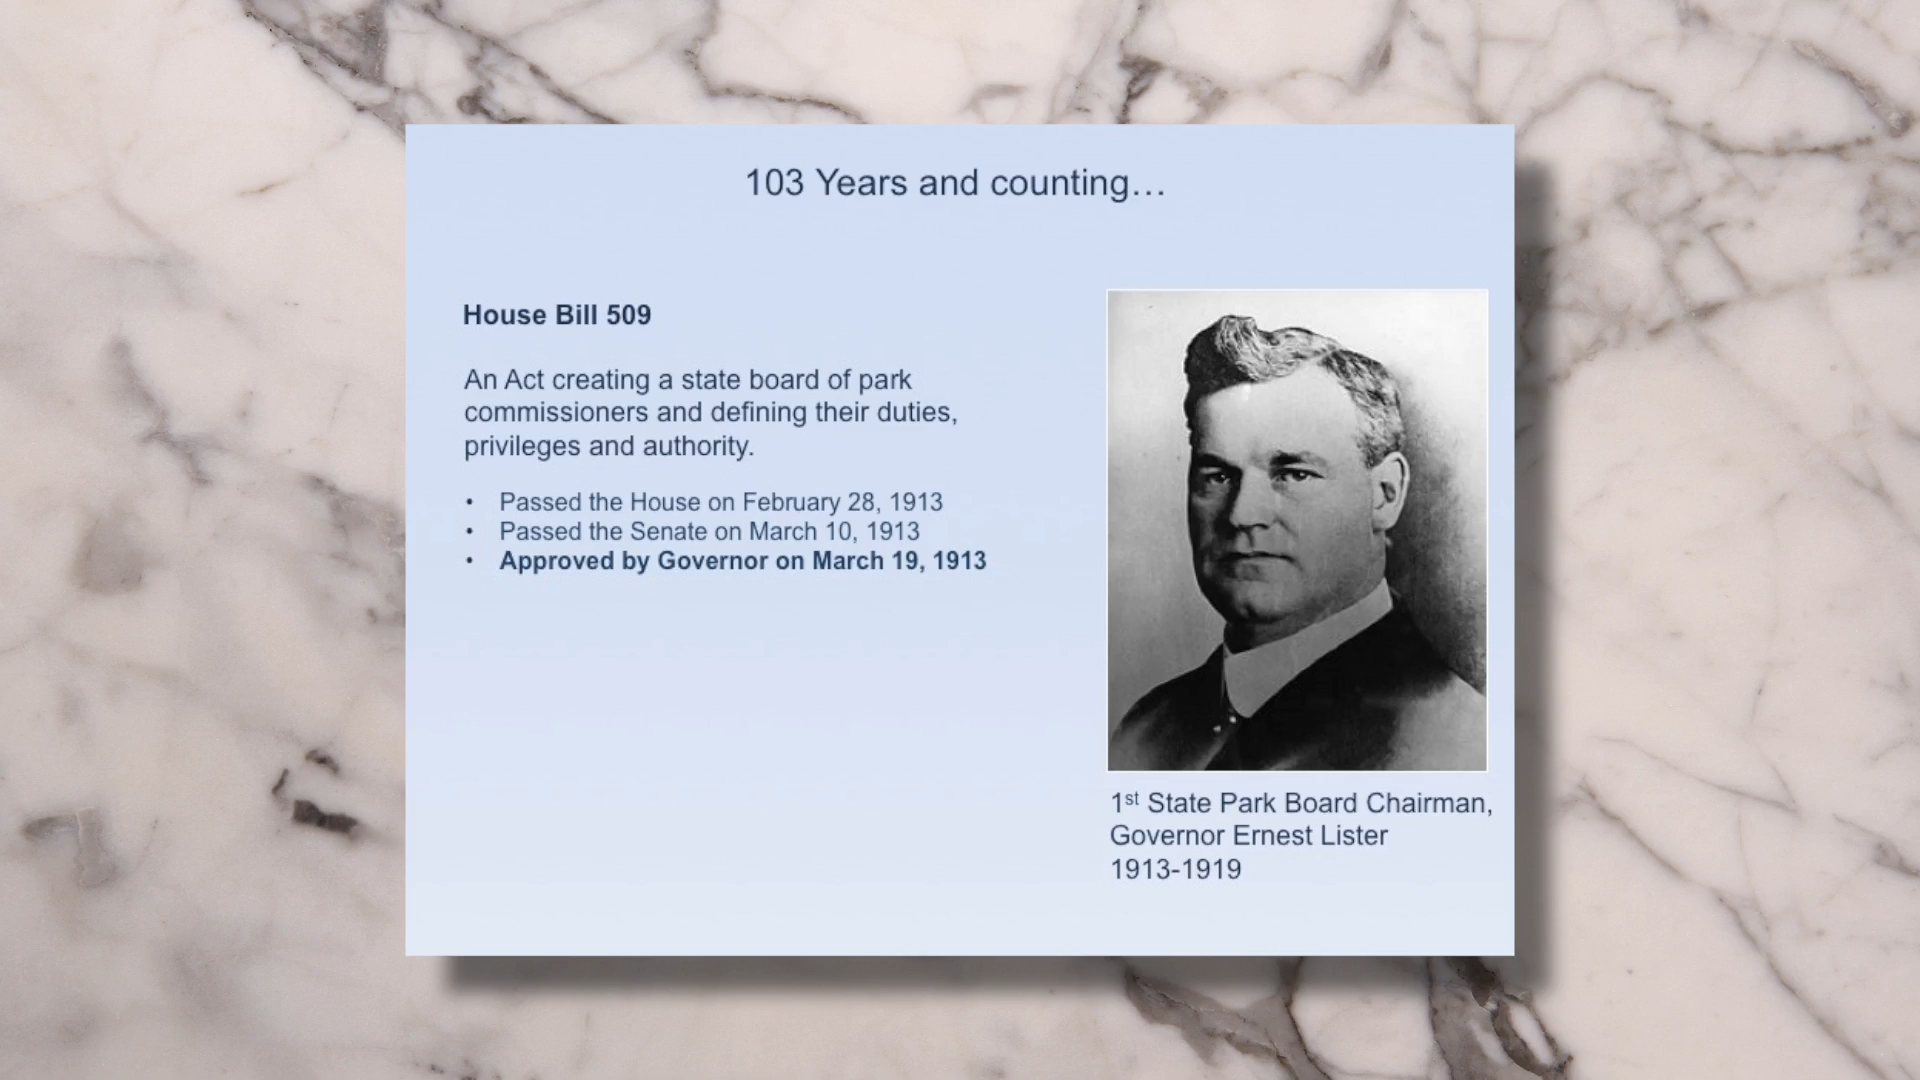 103 Years and counting…
House Bill 509
An Act creating a state board of park
commissioners and defining their duties,
privileges and authority.
• Passed the House on February 28, 1913
• Passed the Senate on March 10, 1913
• Approved by Governor on March 19, 1913
1st State Park Board Chairman,
Governor Ernest Lister
1913-1919